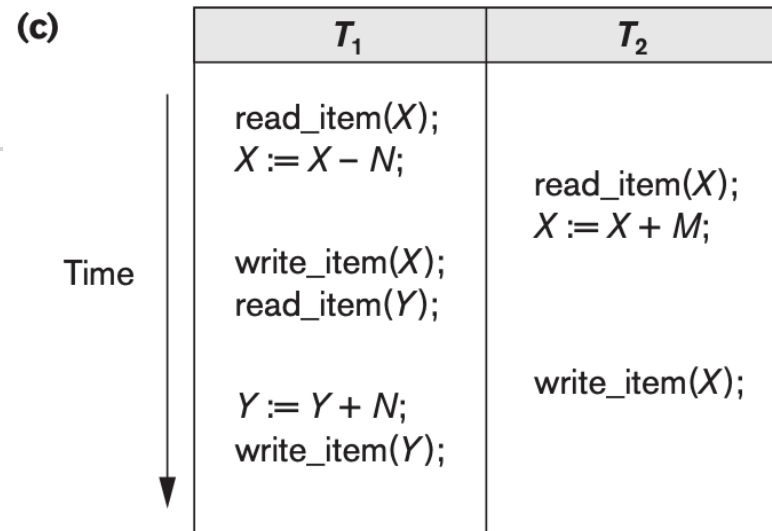 (c)
T₁ T₂
read_item(X);
X := X – N;
read_item(X);
X := X + M;
Time
write_item(X);
read_item(Y);
write_item(X);
Y := Y + N;
write_item(Y);